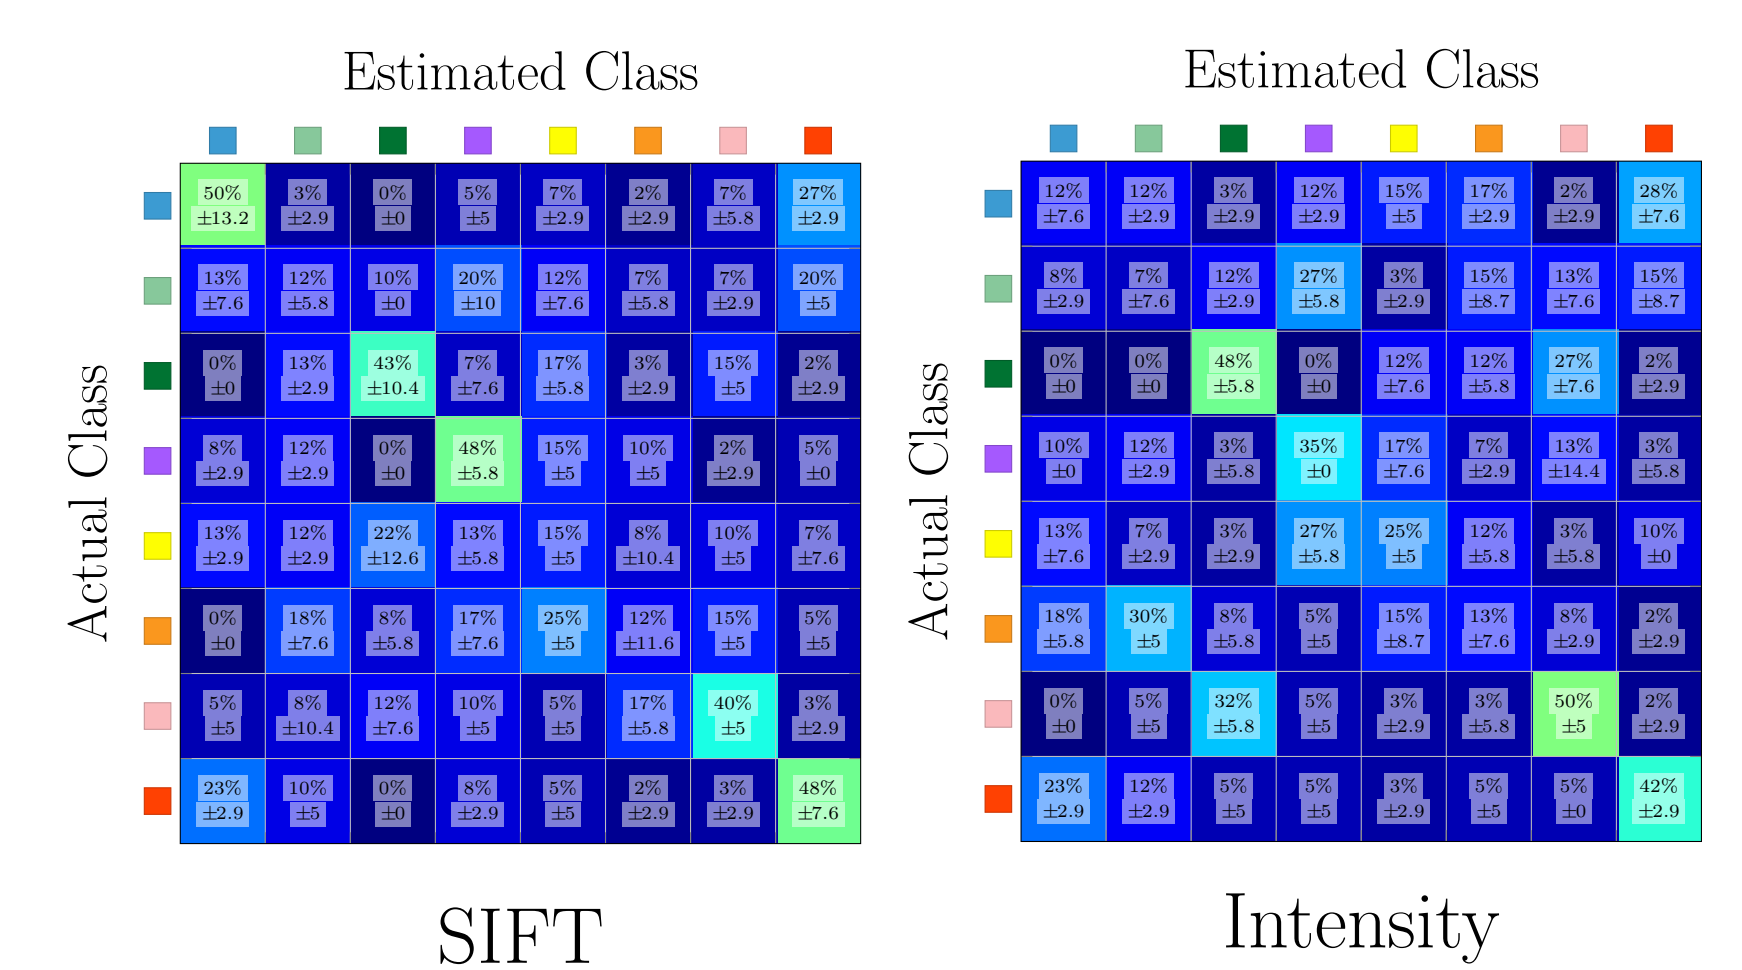 Estimated Class
Actual Class
50% 3% 0% 5% 7% 2% 7% 27%
±13.2 ±2.9 ±0 ±5 ±2.9 ±2.9 ±5.8 ±2.9
13% 12% 10% 20% 12% 7% 7% 20%
±7.6 ±5.8 ±0 ±10 ±7.6 ±5.8 ±2.9 ±5
0% 13% 43% 7% 17% 3% 15% 2%
±0 ±2.9 ±10.4 ±7.6 ±5.8 ±2.9 ±5 ±2.9
8% 12% 0% 48% 15% 10% 2% 5%
±2.9 ±2.9 ±0 ±5.8 ±5 ±5 ±2.9 ±0
13% 12% 22% 13% 15% 8% 10% 7%
±2.9 ±2.9 ±12.6 ±5.8 ±5 ±10.4 ±5 ±7.6
0% 18% 8% 17% 25% 12% 15% 5%
±0 ±7.6 ±5.8 ±7.6 ±5 ±11.6 ±5 ±5
5% 8% 12% 10% 5% 17% 40% 3%
±5 ±10.4 ±7.6 ±5 ±5 ±5.8 ±5 ±2.9
23% 10% 0% 8% 5% 2% 3% 48%
±2.9 ±5 ±0 ±2.9 ±5 ±2.9 ±2.9 ±7.6
SIFT
Estimated Class
Actual Class
12% 12% 3% 12% 15% 17% 2% 28%
±7.6 ±2.9 ±2.9 ±2.9 ±5 ±2.9 ±2.9 ±7.6
8% 7% 12% 27% 3% 15% 13% 15%
±2.9 ±7.6 ±2.9 ±5.8 ±2.9 ±8.7 ±7.6 ±8.7
0% 0% 48% 0% 12% 12% 27% 2%
±0 ±0 ±5.8 ±0 ±7.6 ±5.8 ±7.6 ±2.9
10% 12% 3% 35% 17% 7% 13% 3%
±0 ±2.9 ±5.8 ±0 ±7.6 ±2.9 ±14.4 ±5.8
13% 7% 3% 27% 25% 12% 3% 10%
±7.6 ±2.9 ±2.9 ±5.8 ±5 ±5.8 ±5.8 ±0
18% 30% 8% 5% 15% 13% 8% 2%
±5.8 ±5 ±5.8 ±5 ±8.7 ±7.6 ±2.9 ±2.9
0% 5% 32% 5% 3% 3% 50% 2%
±0 ±5 ±5.8 ±5 ±2.9 ±5.8 ±5 ±2.9
23% 12% 5% 5% 3% 5% 5% 42%
±2.9 ±2.9 ±5 ±5 ±2.9 ±5 ±0 ±2.9
Intensity